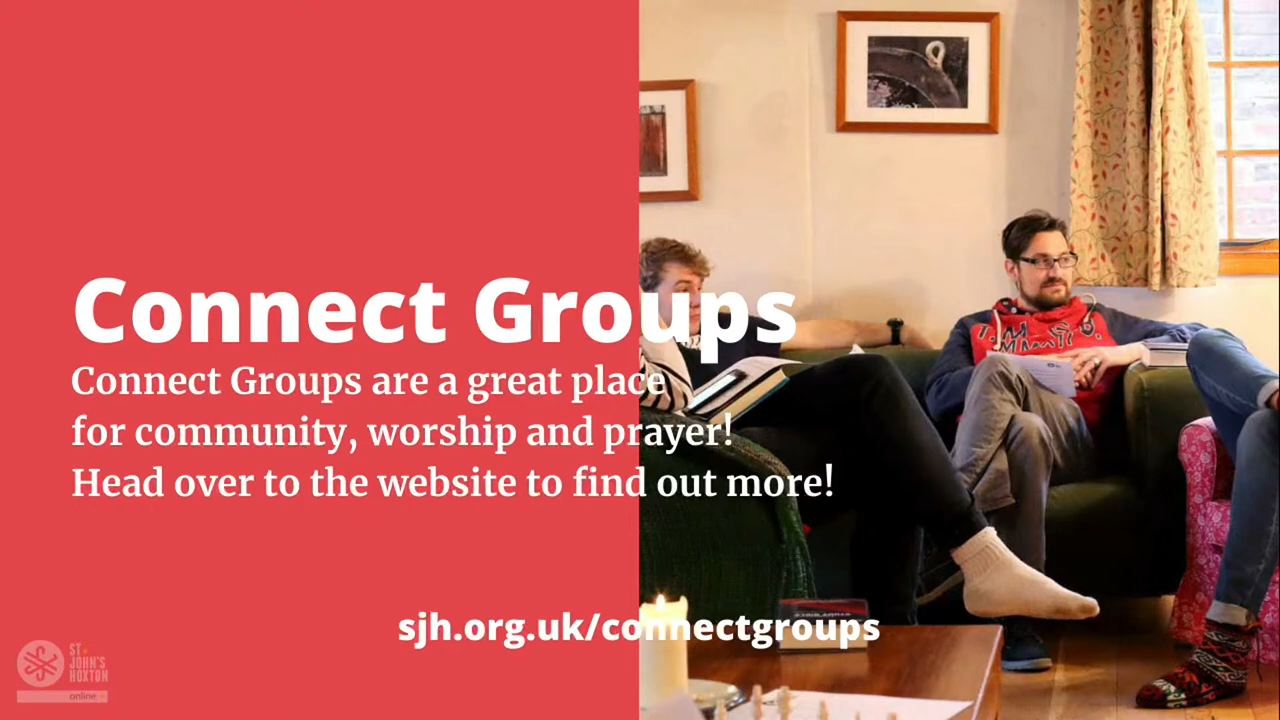 Connect Groups
Connect Groups are a great place
for community, worship and prayer!
Head over to the website to find out more!
sjh.org.uk/connectgroups
ST
JOHN'S
HOXTON
online